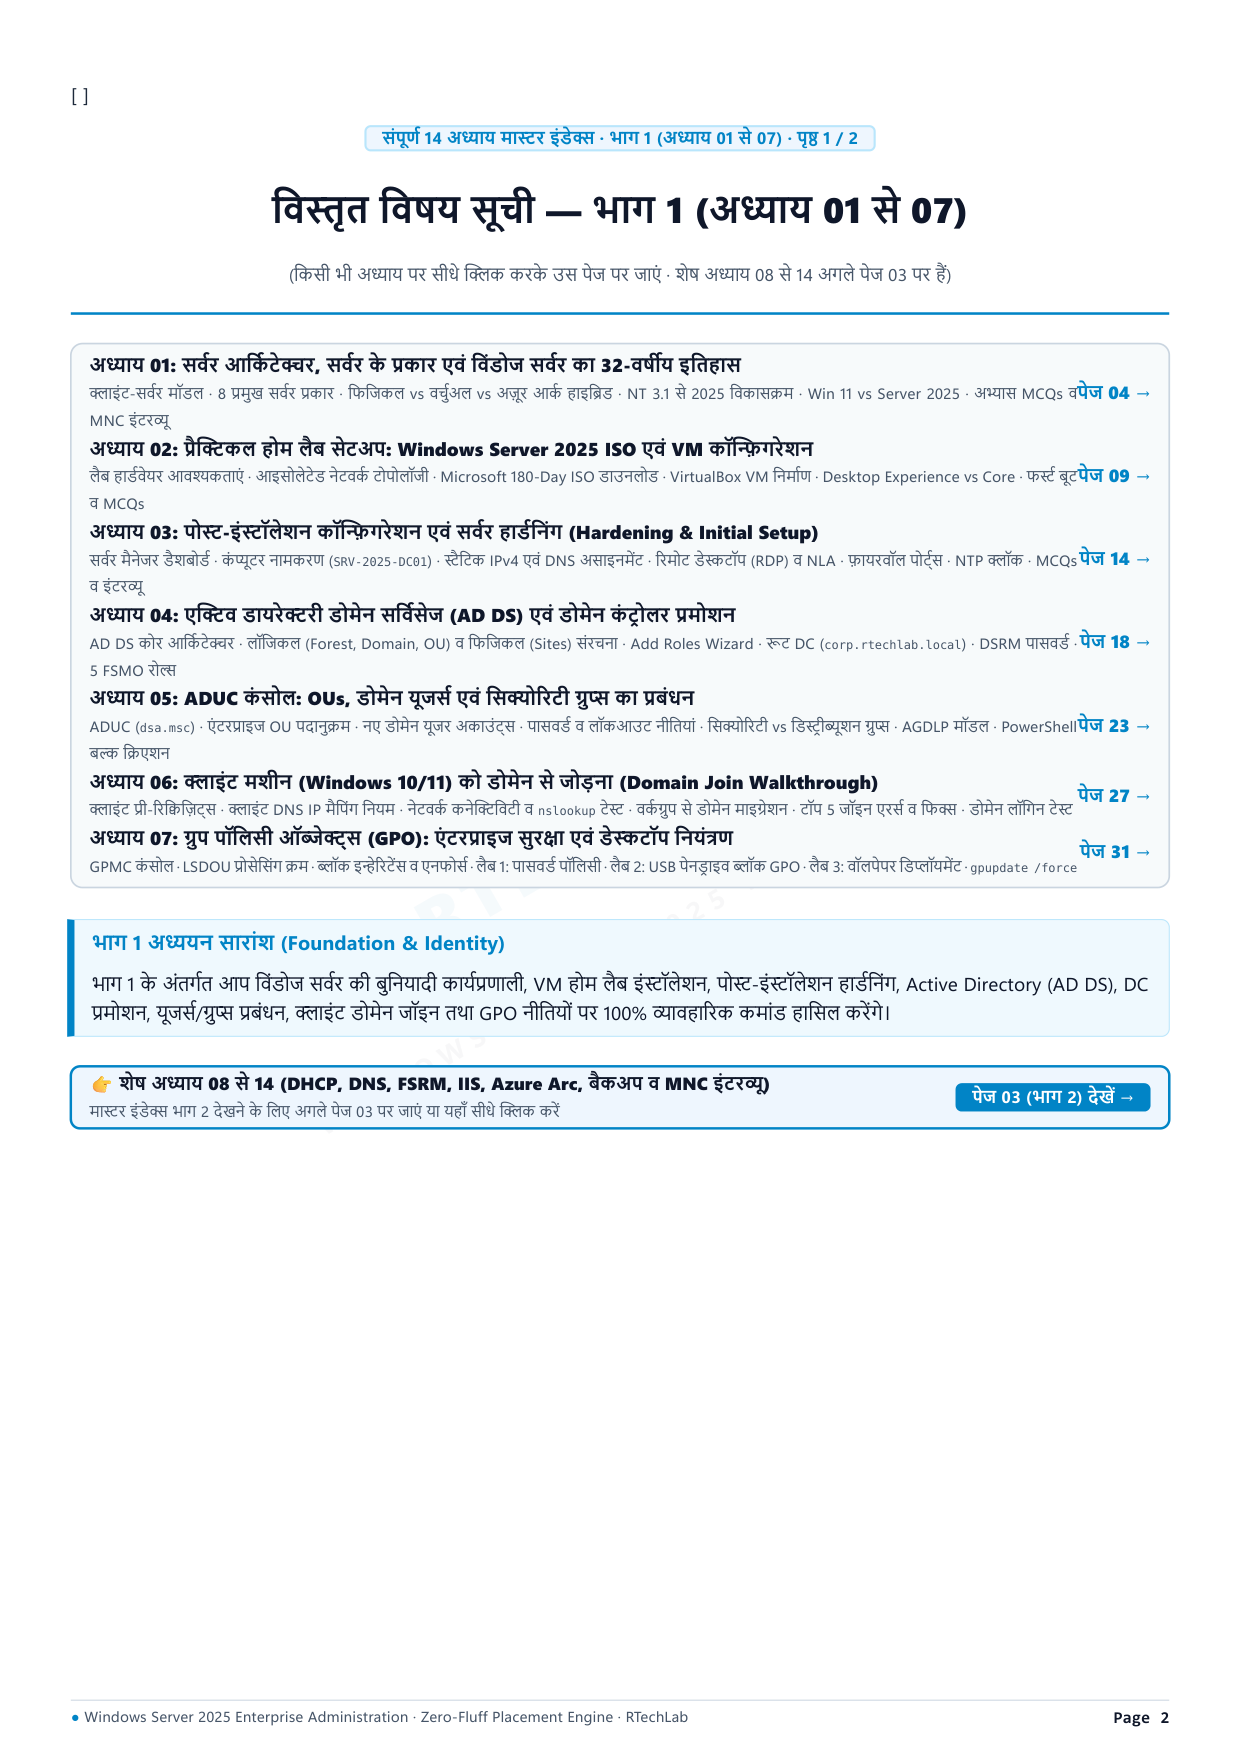 [ ]
संपूर्ण 14 अध्याय मास्टर इंडेक्स · भाग 1 (अध्याय 01 से 07) · पृष्ठ 1 / 2
विस्तृत विषय सूची — भाग 1 (अध्याय 01 से 07)
(किसी भी अध्याय पर सीधे क्लिक करके उस पेज पर जाएं · शेष अध्याय 08 से 14 अगले पेज 03 पर हैं)
अध्याय 01: सर्वर आर्किटेक्चर, सर्वर के प्रकार एवं विंडोज सर्वर का 32-वर्षीय इतिहास
क्लाइंट-सर्वर मॉडल · 8 प्रमुख सर्वर प्रकार · फिजिकल vs वर्चुअल vs अज़ूर आर्क हाइब्रिड · NT 3.1 से 2025 विकासक्रम · Win 11 vs Server 2025 · अभ्यास MCQs व पेज 04 →
MNC इंटरव्यू
अध्याय 02: प्रैक्टिकल होम लैब सेटअप: Windows Server 2025 ISO एवं VM कॉन्फ़िगरेशन
लैब हार्डवेयर आवश्यकताएं · आइसोलेटेड नेटवर्क टोपोलॉजी · Microsoft 180-Day ISO डाउनलोड · VirtualBox VM निर्माण · Desktop Experience vs Core · फर्स्ट बूट पेज 09 →
व MCQs
अध्याय 03: पोस्ट-इंस्टॉलेशन कॉन्फ़िगरेशन एवं सर्वर हार्डनिंग (Hardening & Initial Setup)
सर्वर मैनेजर डैशबोर्ड · कंप्यूटर नामकरण (SRV-2025-DC01) · स्टैटिक IPv4 एवं DNS असाइनमेंट · रिमोट डेस्कटॉप (RDP) व NLA · फ़ायरवॉल पोर्ट्स · NTP क्लॉक · MCQs पेज 14 →
व इंटरव्यू
अध्याय 04: एक्टिव डायरेक्टरी डोमेन सर्विसेज (AD DS) एवं डोमेन कंट्रोलर प्रमोशन
AD DS कोर आर्किटेक्चर · लॉजिकल (Forest, Domain, OU) व फिजिकल (Sites) संरचना · Add Roles Wizard · रूट DC (corp.rtechlab.local) · DSRM पासवर्ड · पेज 18 →
5 FSMO रोल्स
अध्याय 05: ADUC कंसोल: OUs, डोमेन यूजर्स एवं सिक्योरिटी ग्रुप्स का प्रबंधन
ADUC (dsa.msc) · एंटरप्राइज OU पदानुक्रम · नए डोमेन यूजर अकाउंट्स · पासवर्ड व लॉकआउट नीतियां · सिक्योरिटी vs डिस्ट्रीब्यूशन ग्रुप्स · AGDLP मॉडल · PowerShell पेज 23 →
बल्क क्रिएशन
अध्याय 06: क्लाइंट मशीन (Windows 10/11) को डोमेन से जोड़ना (Domain Join Walkthrough)
क्लाइंट प्री-रिक्विज़िट्स · क्लाइंट DNS IP मैपिंग नियम · नेटवर्क कनेक्टिविटी व nslookup टेस्ट · वर्कग्रुप से डोमेन माइग्रेशन · टॉप 5 जॉइन एरर्स व फिक्स · डोमेन लॉगिन टेस्ट पेज 27 →
अध्याय 07: ग्रुप पॉलिसी ऑब्जेक्ट्स (GPO): एंटरप्राइज सुरक्षा एवं डेस्कटॉप नियंत्रण
GPMC कंसोल · LSDOU प्रोसेसिंग क्रम · ब्लॉक इन्हेरिटेंस व एनफोर्स · लैब 1: पासवर्ड पॉलिसी · लैब 2: USB पेनड्राइव ब्लॉक GPO · लैब 3: वॉलपेपर डिप्लॉयमेंट · gpupdate /force पेज 31 →
भाग 1 अध्ययन सारांश (Foundation & Identity)
भाग 1 के अंतर्गत आप विंडोज सर्वर की बुनियादी कार्यप्रणाली, VM होम लैब इंस्टॉलेशन, पोस्ट-इंस्टॉलेशन हार्डनिंग, Active Directory (AD DS), DC
प्रमोशन, यूजर्स/ग्रुप्स प्रबंधन, क्लाइंट डोमेन जॉइन तथा GPO नीतियों पर 100% व्यावहारिक कमांड हासिल करेंगे।
👉 शेष अध्याय 08 से 14 (DHCP, DNS, FSRM, IIS, Azure Arc, बैकअप व MNC इंटरव्यू)
मास्टर इंडेक्स भाग 2 देखने के लिए अगले पेज 03 पर जाएं या यहाँ सीधे क्लिक करें
पेज 03 (भाग 2) देखें →
● Windows Server 2025 Enterprise Administration · Zero-Fluff Placement Engine · RTechLab
Page 2